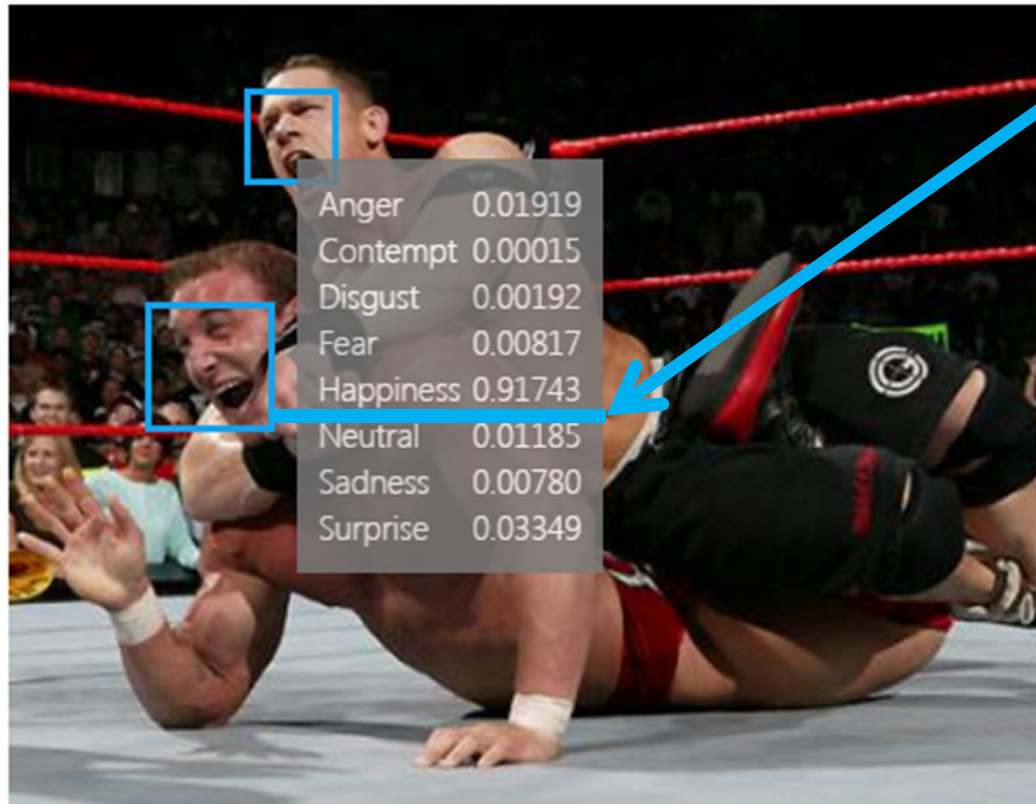 Anger 0.01919
Contempt 0.00015
Disgust 0.00192
Fear 0.00817
Happiness 0.91743
Neutral 0.01185
Sadness 0.00780
Surprise 0.03349